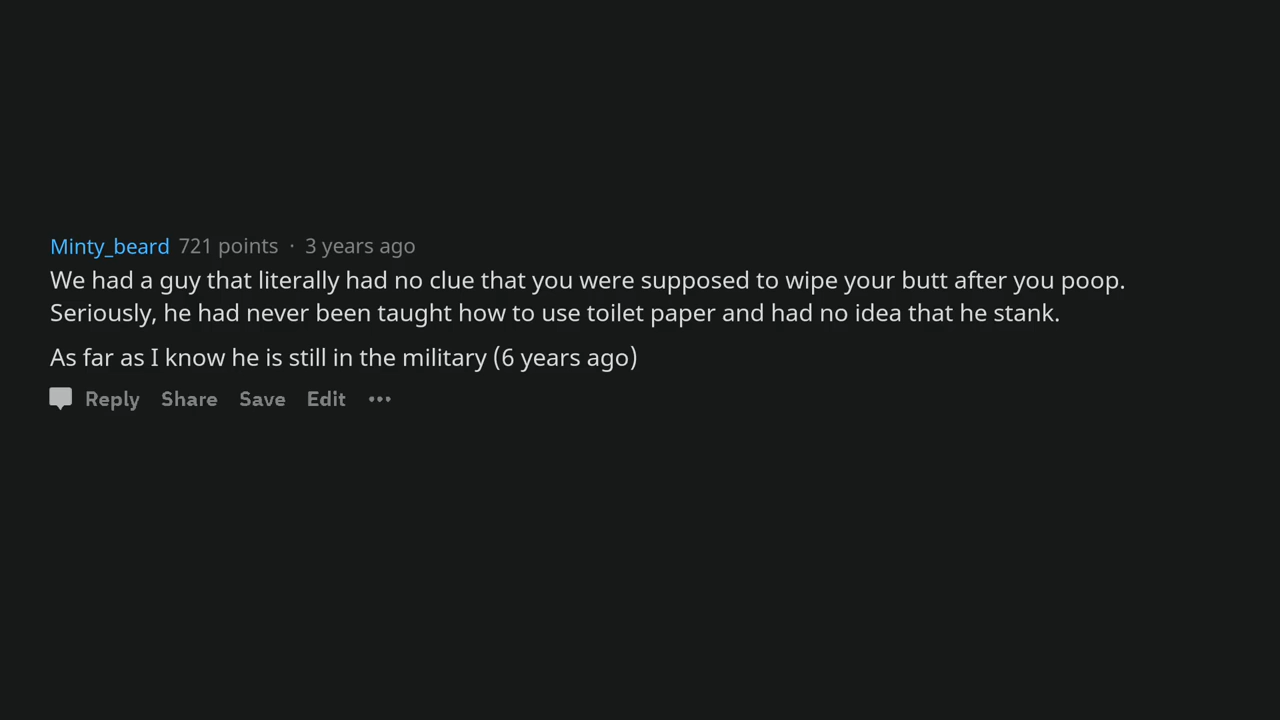 Minty_beard 721 points · 3 years ago
We had a guy that literally had no clue that you were supposed to wipe your butt after you poop.
Seriously, he had never been taught how to use toilet paper and had no idea that he stank.
As far as I know he is still in the military (6 years ago)
Reply Share Save Edit •••